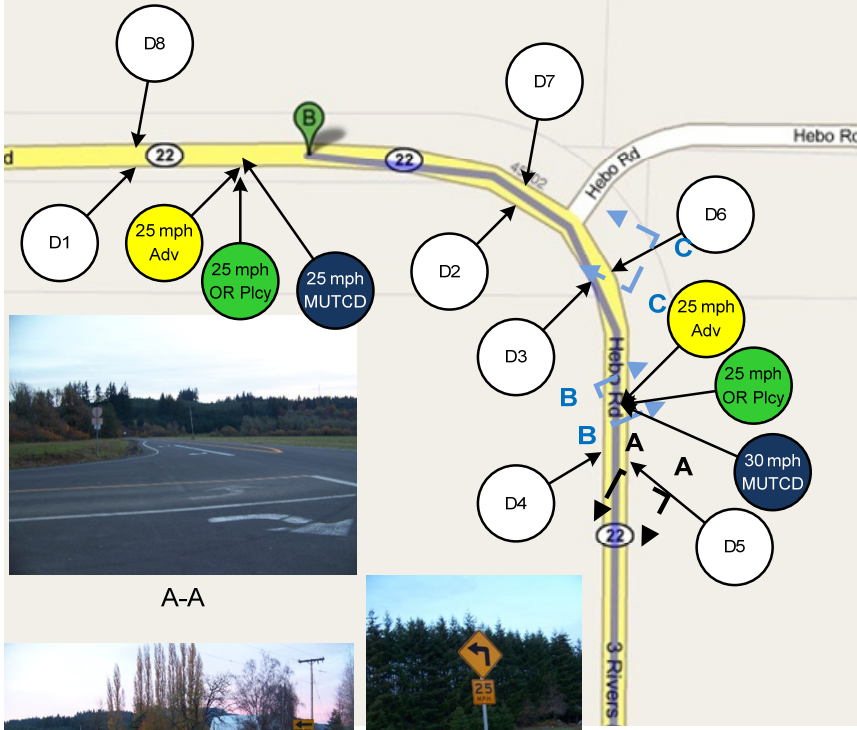 D8
D7
B
22
22
d
Hebo Rd
Hebo Rd
D1
25 mph
Adv
25 mph
OR Plcy
25 mph
MUTCD
D2
D6
C
C
25 mph
Adv
D3
Hebo Rd
B
B
25 mph
OR Plcy
A
A
30 mph
MUTCD
D4
D5
22
A-A
3 Rivers
25
MPH